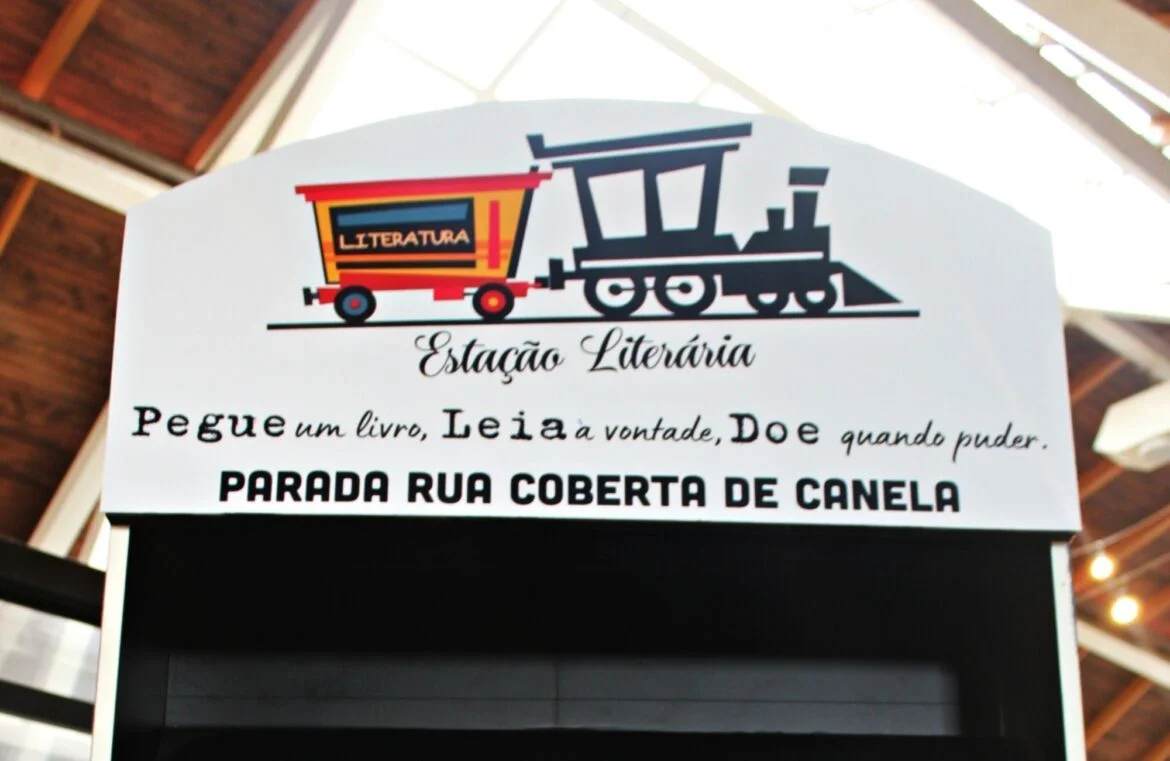 LITERATURA
Estação Literária
Pegue um livro, Leia à vontade, Doe quando puder.
PARADA RUA COBERTA DE CANELA